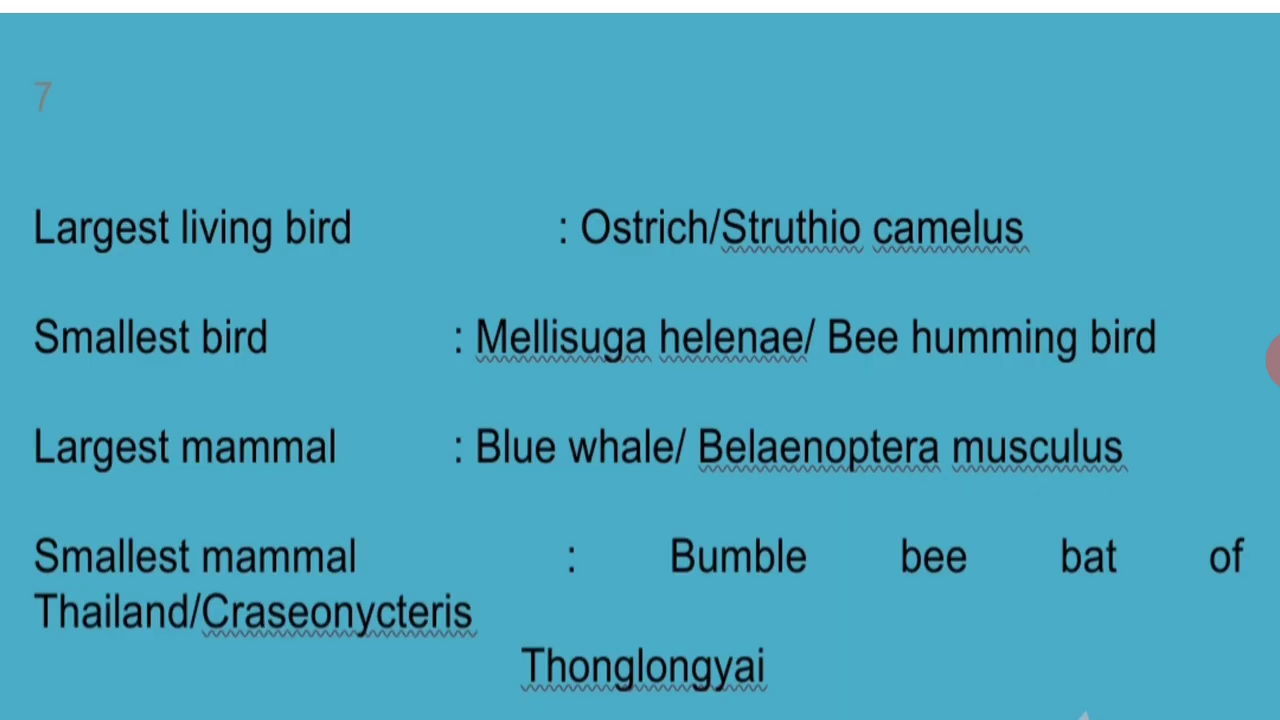 7
Largest living bird : Ostrich/Struthio camelus
Smallest bird : Mellisuga helenae/ Bee humming bird
Largest mammal : Blue whale/ Belaenoptera musculus
Smallest mammal : Bumble bee bat of
Thailand/Craseonycteris
Thonglongyai